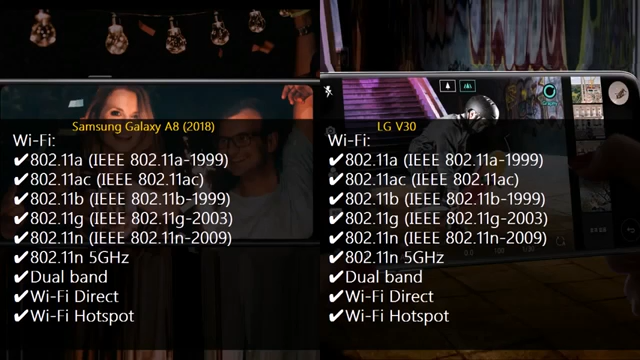 Samsung Galaxy A8 (2018)
Wi-Fi:
✔802.11a (IEEE 802.11a-1999)
✔802.11ac (IEEE 802.11ac)
✔802.11b (IEEE 802.11b-1999)
✔802.11g (IEEE 802.11g-2003)
✔802.11n (IEEE 802.11n-2009)
✔802.11n 5GHz
✔Dual band
✔Wi-Fi Direct
✔Wi-Fi Hotspot
LG V30
Wi-Fi:
✔802.11a (IEEE 802.11a-1999)
✔802.11ac (IEEE 802.11ac)
✔802.11b (IEEE 802.11b-1999)
✔802.11g (IEEE 802.11g-2003)
✔802.11n (IEEE 802.11n-2009)
✔802.11n 5GHz
✔Dual band
✔Wi-Fi Direct
✔Wi-Fi Hotspot